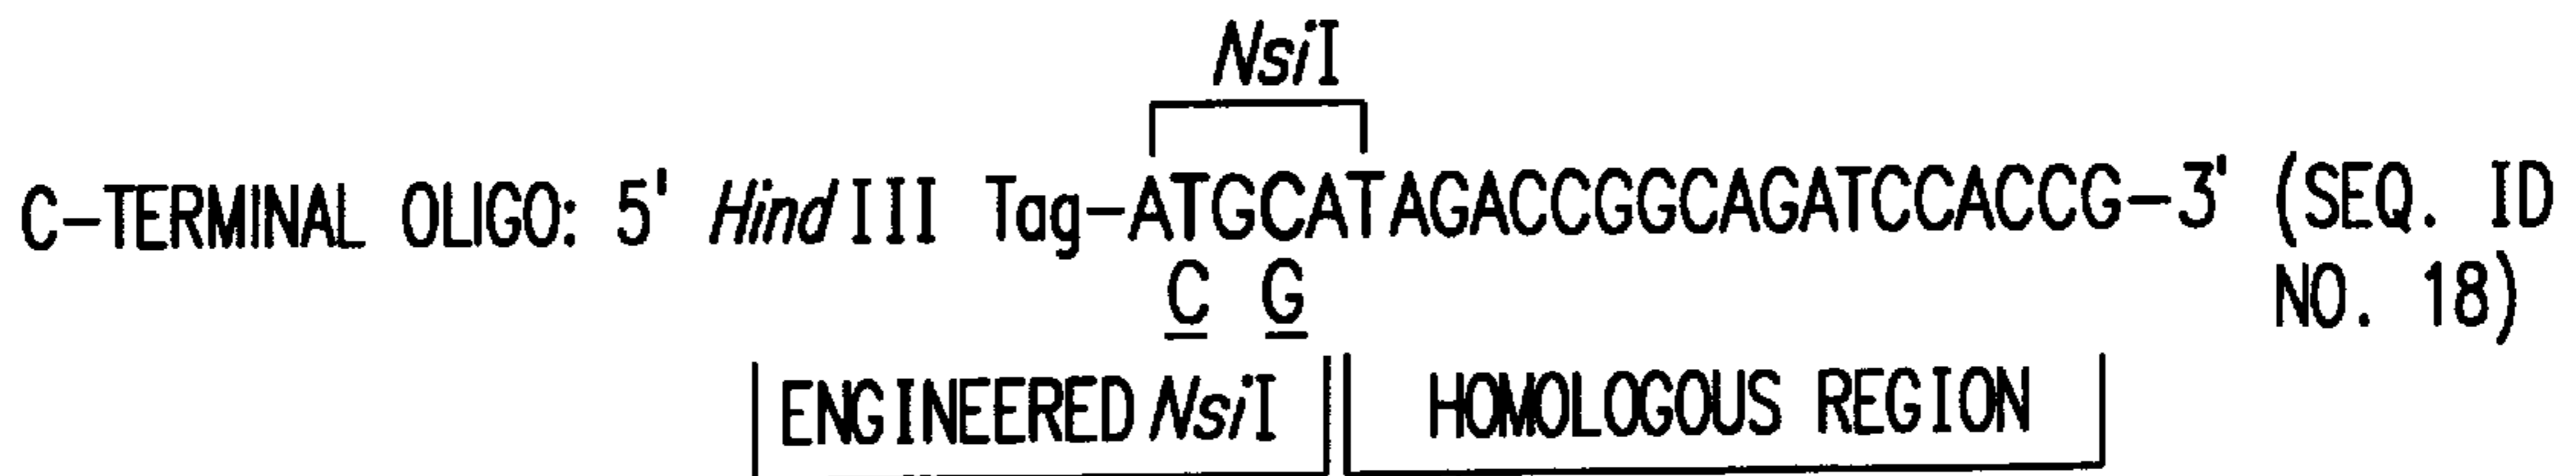 NsiI
C-TERMINAL OLIGO: 5' HindIII Tag-ATGCATAGACCGGCAGATCCACCG-3' (SEQ. ID
C G NO. 18)
ENGINEERED NsiI HOMOLOGOUS REGION